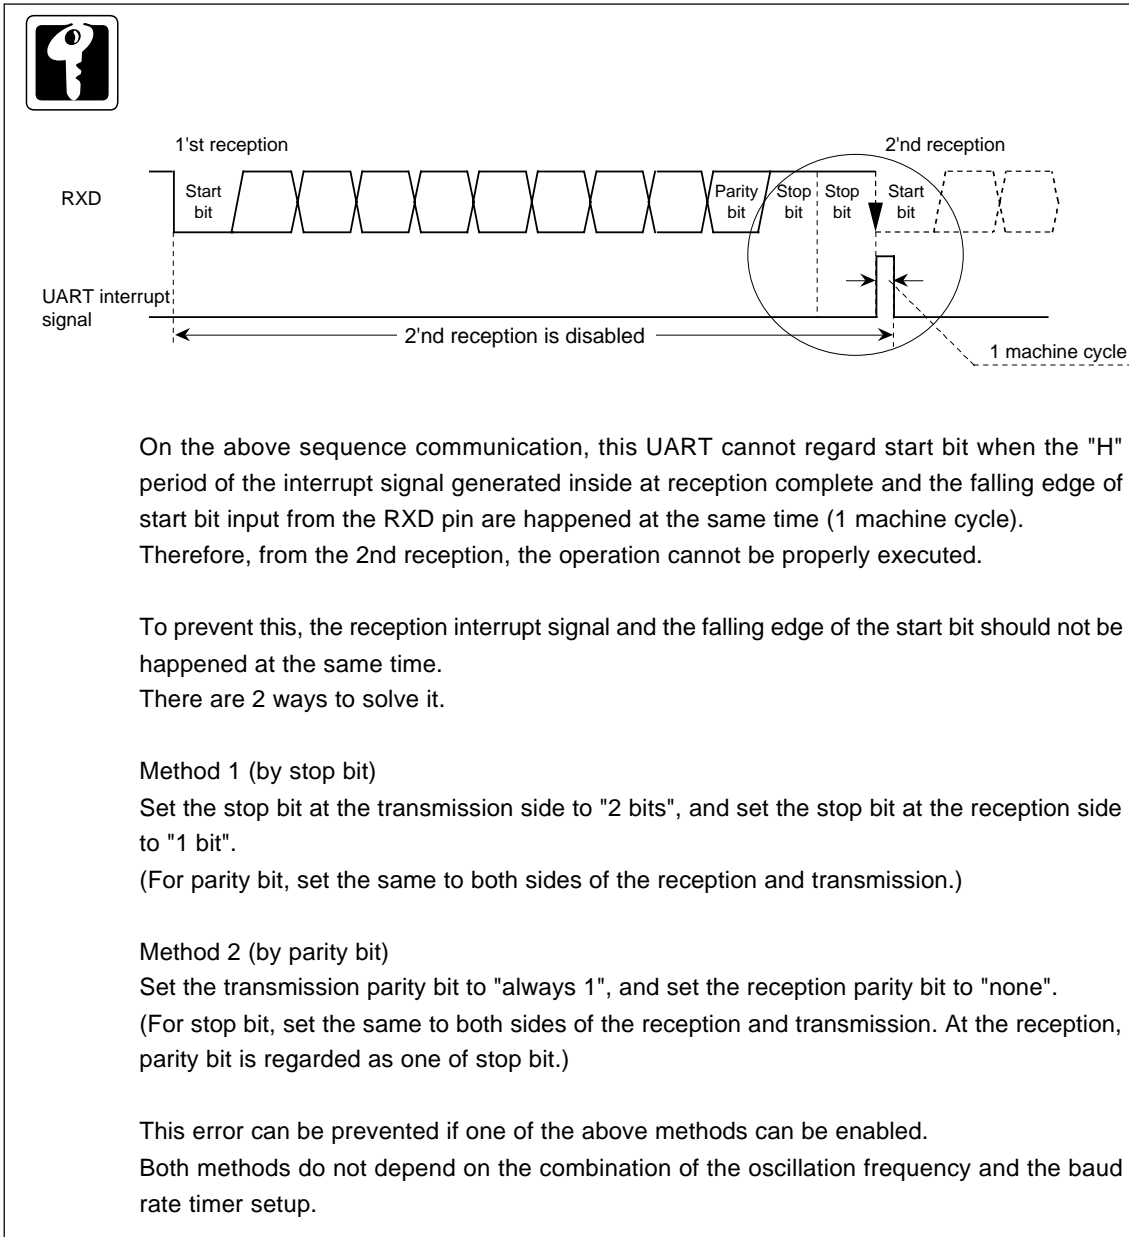 1'st reception
2'nd reception
RXD
Start
bit
Parity
bit
Stop
bit
Stop
bit
Start
bit
UART interrupt
signal
2'nd reception is disabled
1 machine cycle
On the above sequence communication, this UART cannot regard start bit when the "H"
period of the interrupt signal generated inside at reception complete and the falling edge of
start bit input from the RXD pin are happened at the same time (1 machine cycle).
Therefore, from the 2nd reception, the operation cannot be properly executed.
To prevent this, the reception interrupt signal and the falling edge of the start bit should not be
happened at the same time.
There are 2 ways to solve it.
Method 1 (by stop bit)
Set the stop bit at the transmission side to "2 bits", and set the stop bit at the reception side
to "1 bit".
(For parity bit, set the same to both sides of the reception and transmission.)
Method 2 (by parity bit)
Set the transmission parity bit to "always 1", and set the reception parity bit to "none".
(For stop bit, set the same to both sides of the reception and transmission. At the reception,
parity bit is regarded as one of stop bit.)
This error can be prevented if one of the above methods can be enabled.
Both methods do not depend on the combination of the oscillation frequency and the baud
rate timer setup.